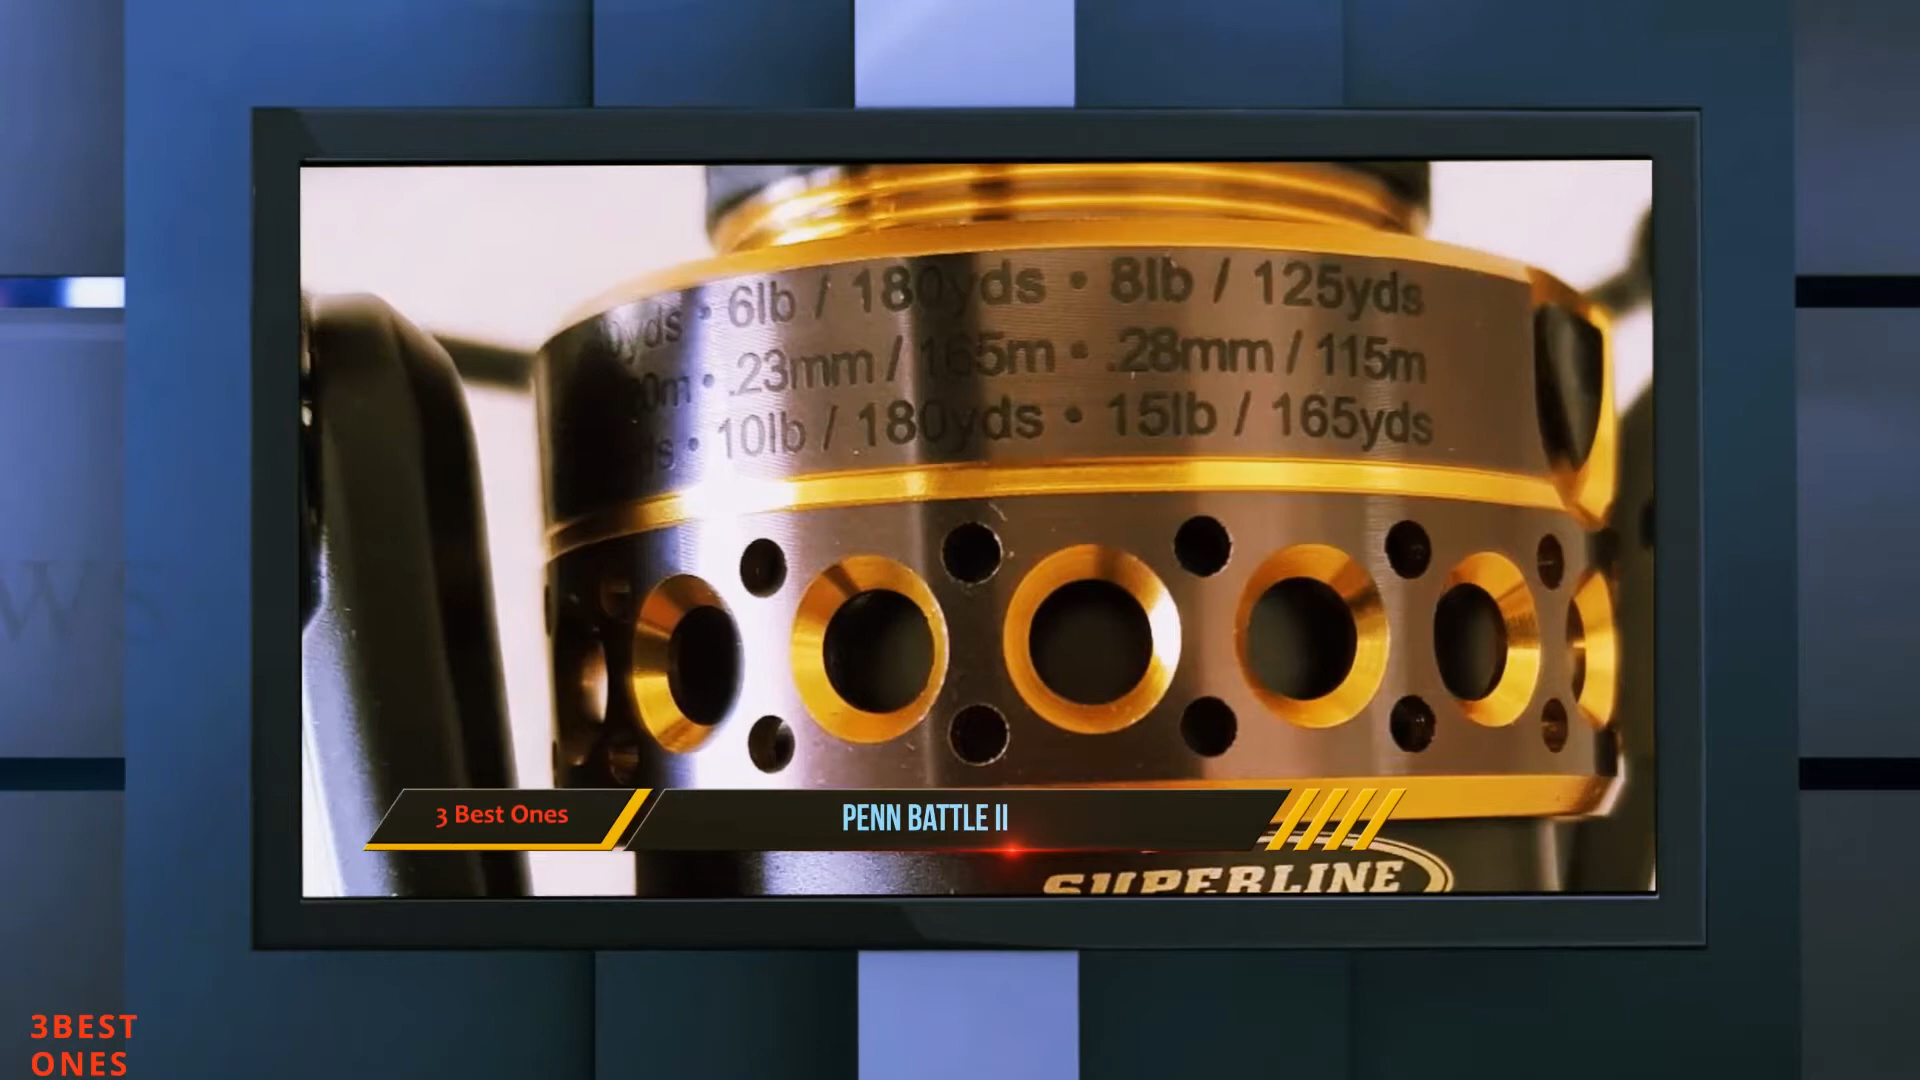 6lb / 180yds • 8lb / 125yds
.23mm / 165m • .28mm / 115m
10lb / 180yds • 15lb / 165yds
3 Best Ones
PENN BATTLE II
SUPERLINE
3BEST
ONES